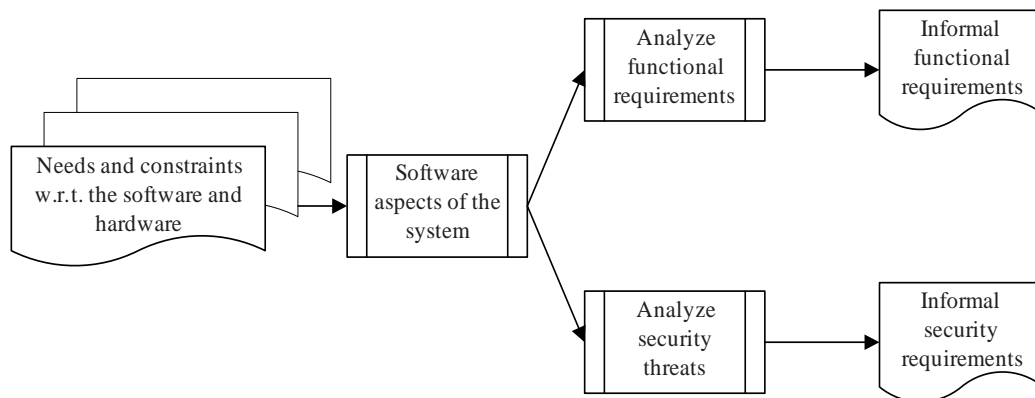 Needs and constraints
w.r.t. the software and
hardware
Software
aspects of the
system
Analyze
functional
requirements
Informal
functional
requirements
Analyze
security
threats
Informal
security
requirements